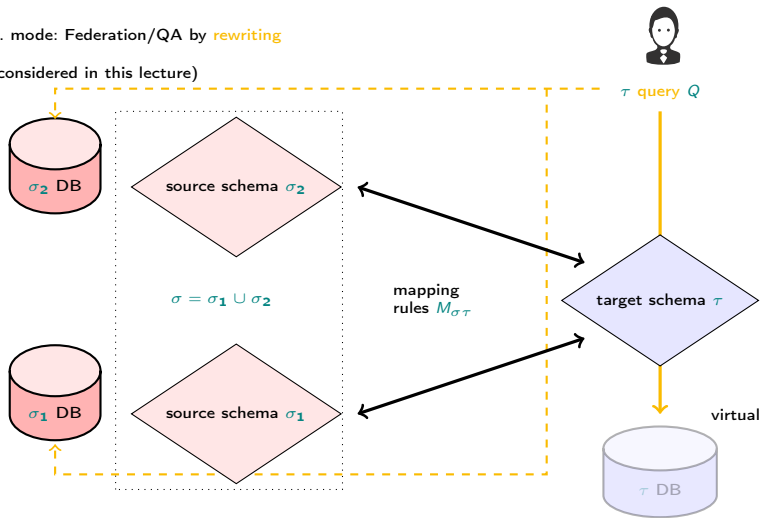 . mode: Federation/QA by rewriting
considered in this lecture)
τ query Q
σ₂ DB
source schema σ₂
σ = σ₁ ∪ σ₂
mapping
rules M_στ
target schema τ
σ₁ DB
source schema σ₁
virtual
τ DB